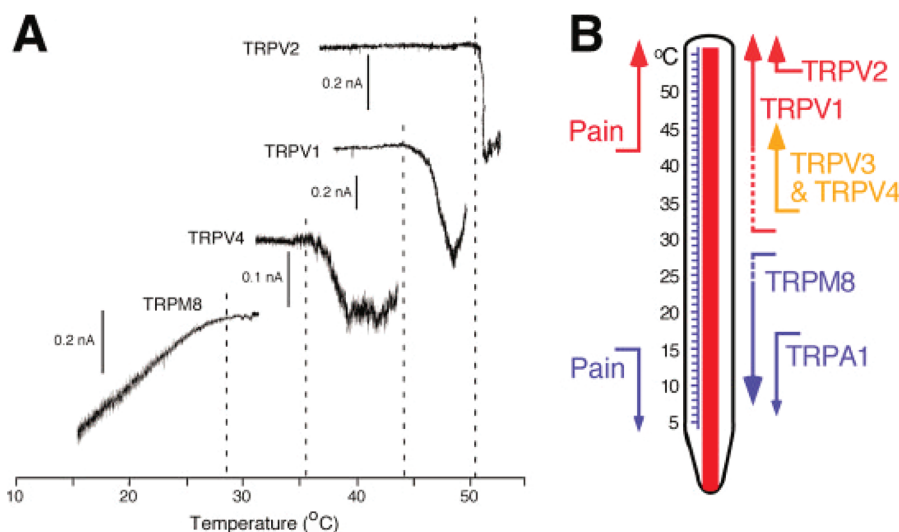 A
TRPV2
0.2 nA
TRPV1
0.2 nA
TRPV4
0.1 nA
TRPM8
0.2 nA
10
20
30
40
50
Temperature (°C)
B
°C
50
45
40
35
30
25
20
15
10
5
Pain
Pain
TRPV2
TRPV1
TRPV3
& TRPV4
TRPM8
TRPA1